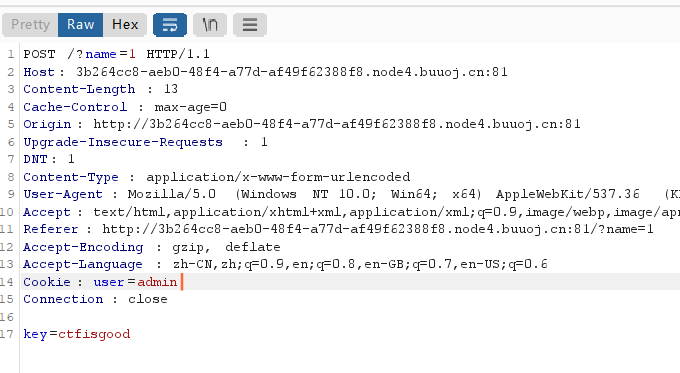 Pretty Raw Hex \n
1 POST /?name=1 HTTP/1.1
2 Host: 3b264cc8-aeb0-48f4-a77d-af49f62388f8.node4.buuoj.cn:81
3 Content-Length : 13
4 Cache-Control : max-age=0
5 Origin: http://3b264cc8-aeb0-48f4-a77d-af49f62388f8.node4.buuoj.cn:81
6 Upgrade-Insecure-Requests : 1
7 DNT: 1
8 Content-Type : application/x-www-form-urlencoded
9 User-Agent : Mozilla/5.0 (Windows NT 10.0; Win64; x64) AppleWebKit/537.36
10 Accept: text/html,application/xhtml+xml,application/xml;q=0.9,image/webp,
11 Referer: http://3b264cc8-aeb0-48f4-a77d-af49f62388f8.node4.buuoj.cn:81/?name=1
12 Accept-Encoding : gzip, deflate
13 Accept-Language : zh-CN,zh;q=0.9,en;q=0.8,en-GB;q=0.7,en-US;q=0.6
14 Cookie: user=admin
15 Connection : close
16
17 key=ctfisgood